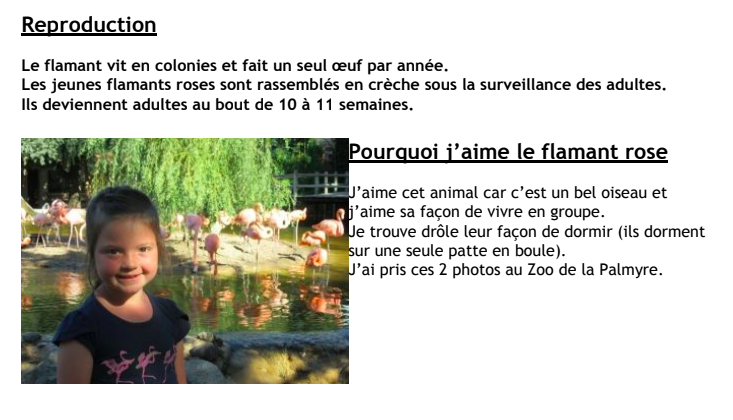 Reproduction
Le flamant vit en colonies et fait un seul œuf par année.
Les jeunes flamants roses sont rassemblés en crèche sous la surveillance des adultes.
Ils deviennent adultes au bout de 10 à 11 semaines.
Pourquoi j’aime le flamant rose
J’aime cet animal car c’est un bel oiseau et
j’aime sa façon de vivre en groupe.
Je trouve drôle leur façon de dormir (ils dorment
sur une seule patte en boule).
J’ai pris ces 2 photos au Zoo de la Palmyre.